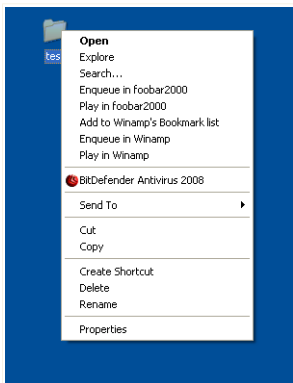 tes
Open
Explore
Search...
Enqueue in foobar2000
Play in foobar2000
Add to Winamp's Bookmark list
Enqueue in Winamp
Play in Winamp
BitDefender Antivirus 2008
Send To
Cut
Copy
Create Shortcut
Delete
Rename
Properties